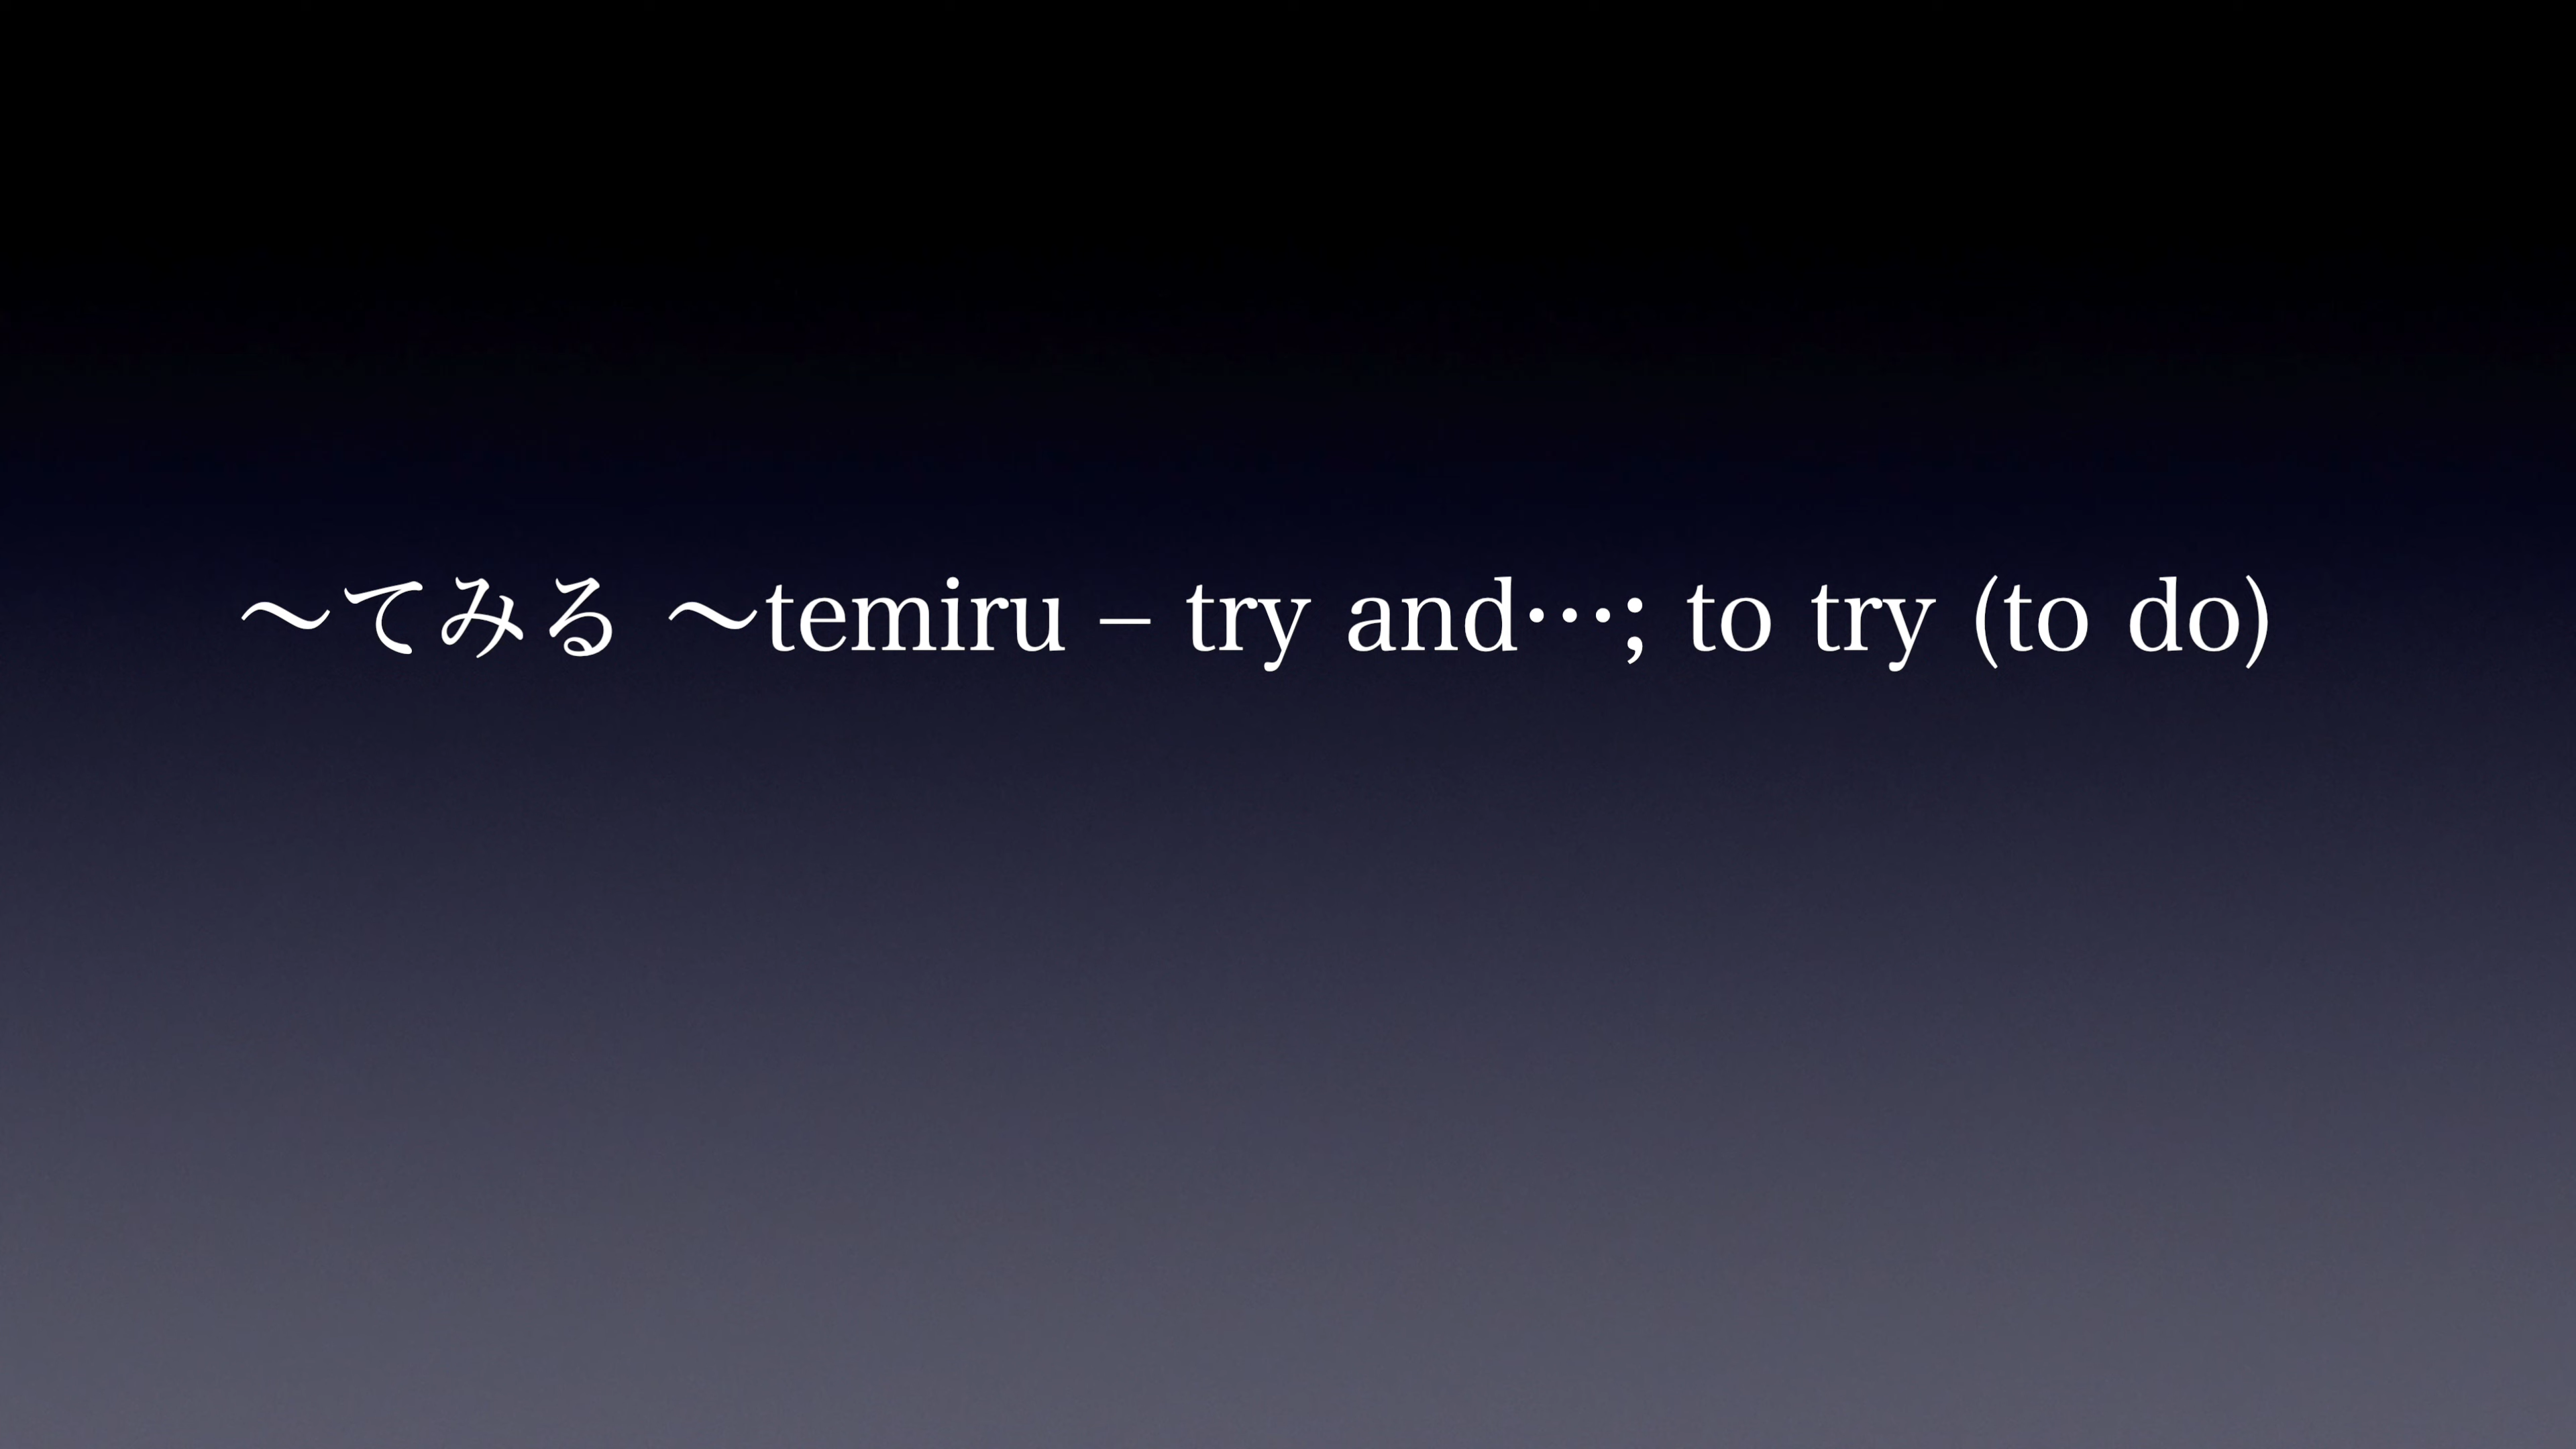 ～てみる ～temiru – try and…; to try (to do)